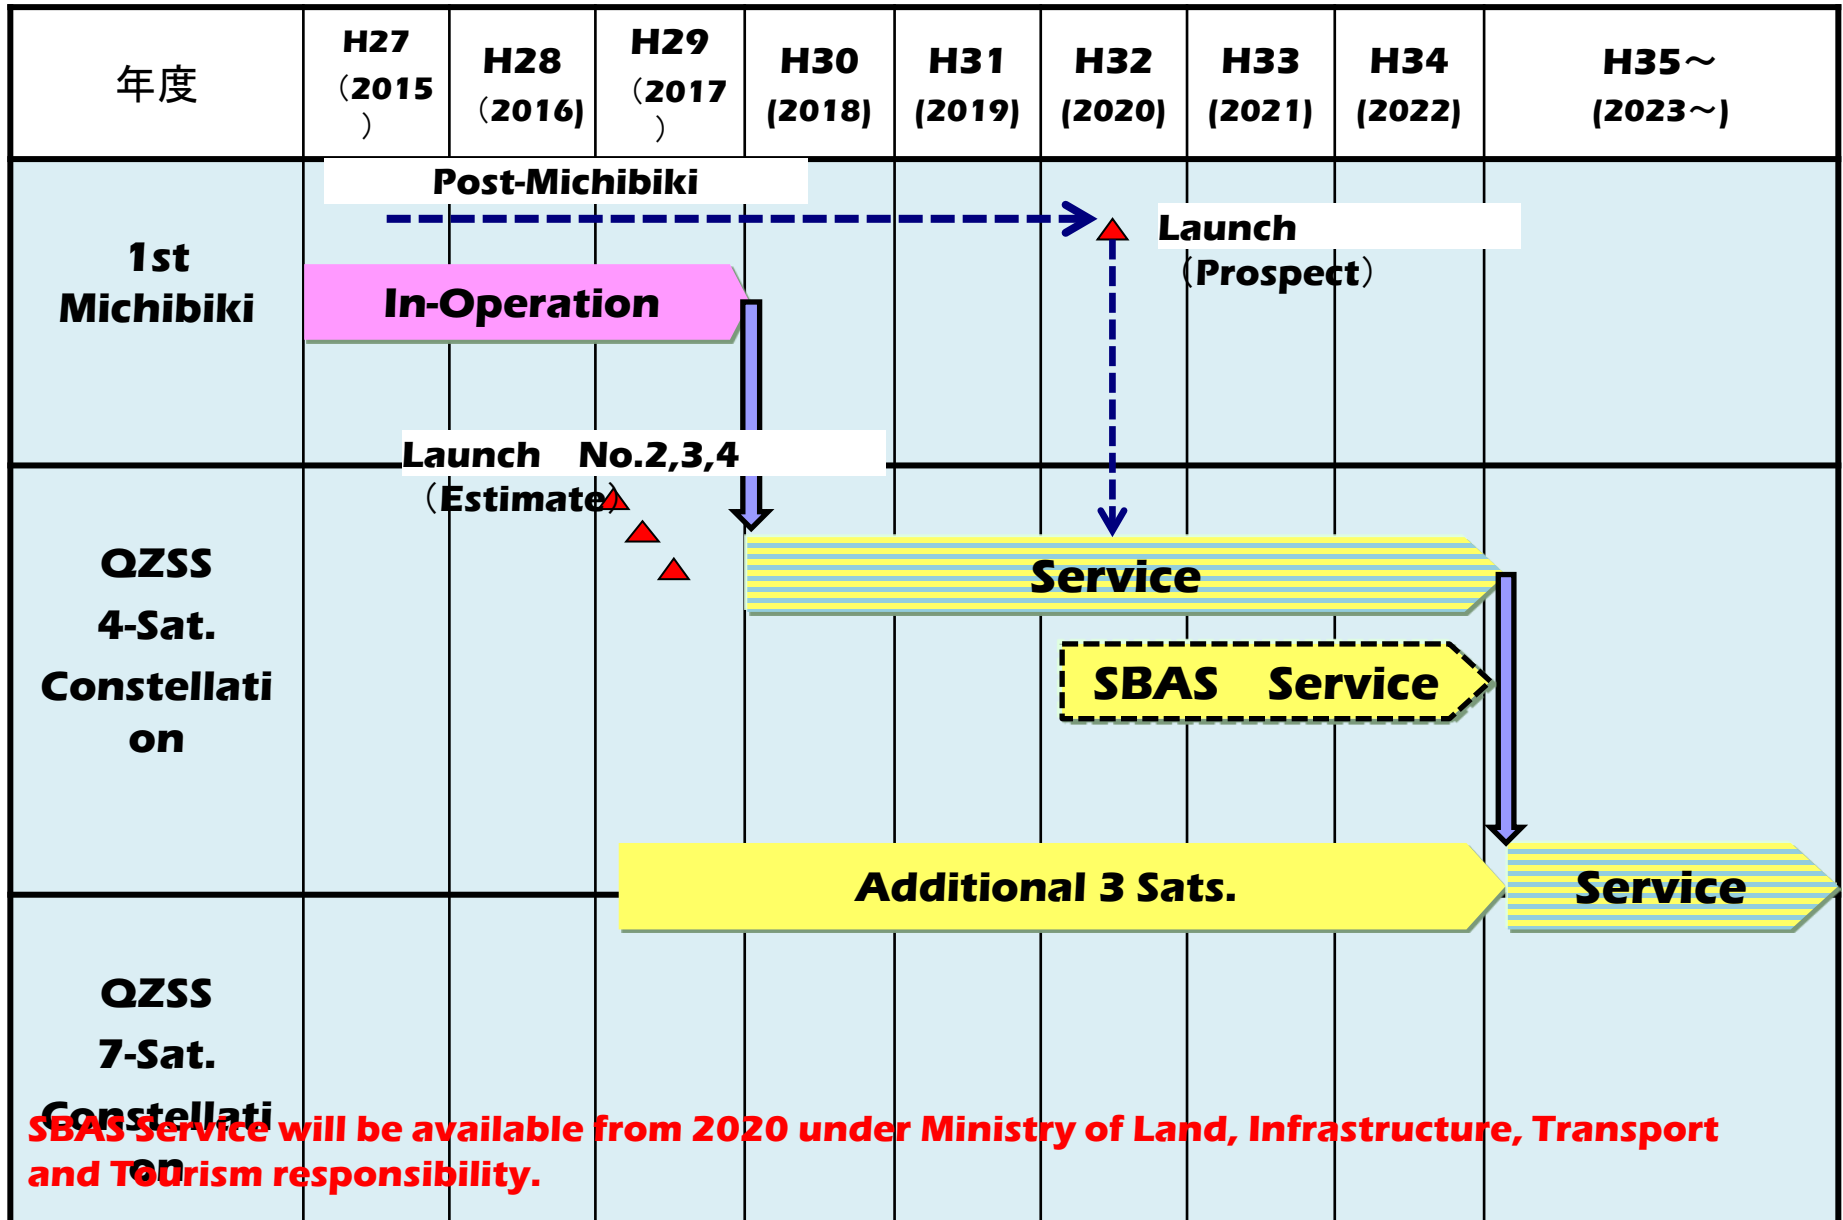 年度
H27
（2015
）
H28
（2016)
H29
（2017
）
H30
(2018)
H31
(2019)
H32
(2020)
H33
(2021)
H34
(2022)
H35～
(2023～)
1st
Michibiki
Post-Michibiki
Launch
（Prospect）
In-Operation
Launch　No.2,3,4
（Estimate）
QZSS
4-Sat.
Constellati
on
Service
SBAS　Service
Additional 3 Sats.
Service
QZSS
7-Sat.
Constellati
on
SBAS Service will be available from 2020 under Ministry of Land, Infrastructure, Transport
and Tourism responsibility.